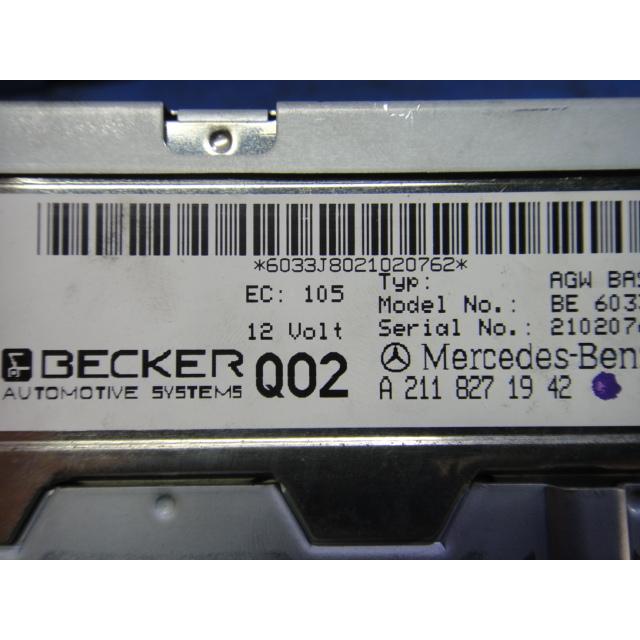 *6033J8021020762*
EC: 105
12 Volt
Typ: AGW BAS
Model No.: BE 603
Serial No.: 210207
BECKER
AUTOMOTIVE SYSTEMS
Q02
Mercedes-Ben
A 211 827 19 42